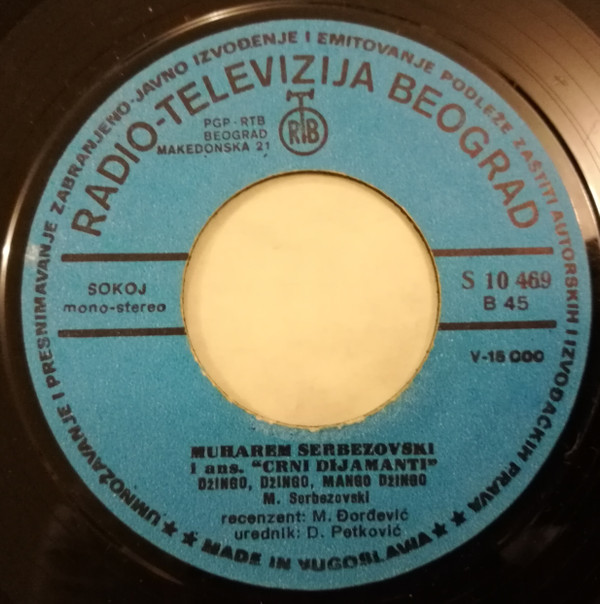 UMNOŽAVANJE I PRESNIMAVANJE ZABRANJENO-JAVNO IZVOĐENJE I EMITOVANJE PODLEŽE ZAŠTITI AUTORSKIH I IZVOĐAČKIH PRAVA
RADIO-TELEVIZIJA BEOGRAD
PGP-RTB
BEOGRAD
MAKEDONSKA 21
RTB
SOKOJ
mono-stereo
S 10 469
B 45
V-15 000
MUHAREM SERBEZOVSKI
i ans. "CRNI DIJAMANTI"
DžINGO, DžINGO, MANGO DžINGO
M. Serbezovski
recenzent: M. Đorđević
urednik: D. Petković
★ ★ MADE IN YUGOSLAVIA ★ ★